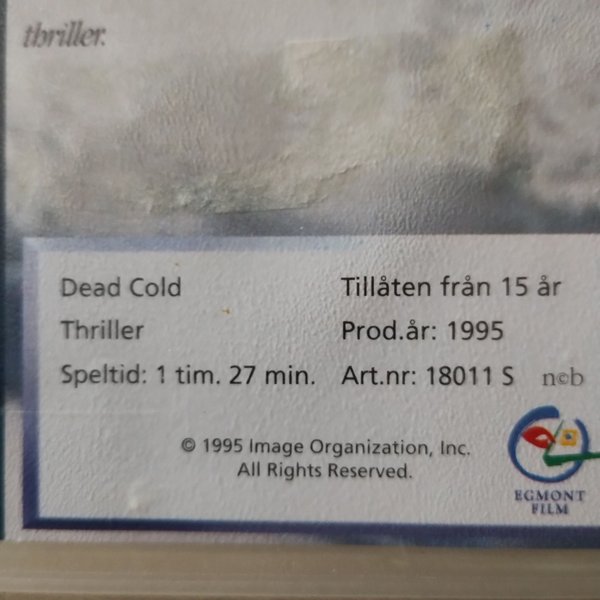 thriller.
Dead Cold
Tillåten från 15 år
Thriller
Prod.år: 1995
Speltid: 1 tim. 27 min.
Art.nr: 18011 S
ncb
© 1995 Image Organization, Inc.
All Rights Reserved.
EGMONT
FILM